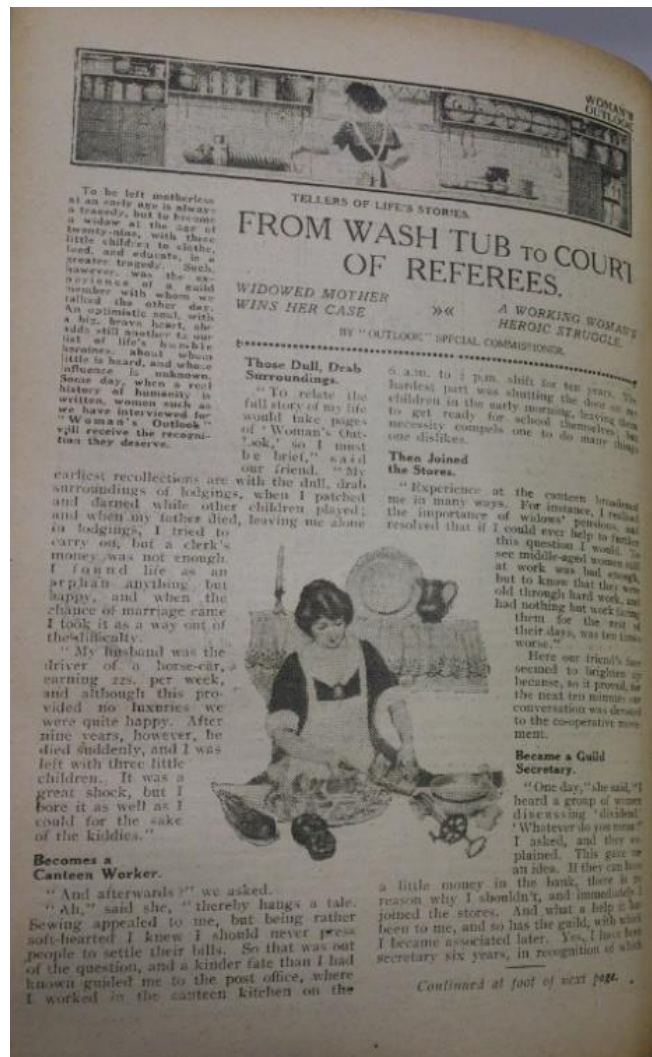 WOMAN'S
OUTLOOK
TELLERS OF LIFE'S STORIES.
FROM WASH TUB TO COURT
OF REFEREES.
WIDOWED MOTHER
WINS HER CASE
»«
A WORKING WOMAN'S
HEROIC STRUGGLE.
BY "OUTLOOK" SPECIAL COMMISSIONER.
To be left motherless
at an early age is always
a tragedy, but to become
a widow at the age of
twenty-nine, with three
little children to clothe,
feed, and educate, is a
greater tragedy. Such,
however, was the ex-
perience of a guild
member with whom we
talked the other day.
An optimistic soul, with
a big, brave heart, she
adds still another to our
list of life's humble
heroines, about whom
little is heard, and whose
influence is unknown.
Some day, when a real
history of humanity is
written, women such as
we have interviewed for
"Woman's Outlook"
will receive the recogni-
tion they deserve.
Those Dull, Drab
Surroundings.
"To relate the
full story of my life
would take pages
of 'Woman's Out-
look,' so I must
be brief," said
our friend. "My
earliest recollections are with the dull, drab
surroundings of lodgings, when I patched
and darned while other children played;
and when my father died, leaving me alone
in lodgings, I tried to
carry on, but a clerk's
money was not enough.
I found life as an
orphan anything but
happy, and when the
chance of marriage came
I took it as a way out of
the difficulty.
"My husband was the
driver of a horse-car,
earning 22s. per week,
and although this pro-
vided no luxuries we
were quite happy. After
nine years, however, he
died suddenly, and I was
left with three little
children. It was a
great shock, but I
bore it as well as I
could for the sake
of the kiddies."
Becomes a
Canteen Worker.
"And afterwards?" we asked.
"Ah," said she, "thereby hangs a tale.
Sewing appealed to me, but being rather
soft-hearted I knew I should never press
people to settle their bills. So that was out
of the question, and a kinder fate than I had
known guided me to the post office, where
I worked in the canteen kitchen on the
6 a.m. to 2 p.m. shift for ten years. The
hardest part was shutting the door on my
children in the early morning, leaving them
to get ready for school themselves, but
necessity compels one to do many things
one dislikes.
Then Joined
the Stores.
"Experience at the canteen broadened
me in many ways. For instance, I realised
the importance of widows' pensions, and
resolved that if I could ever help to further
this question I would. To
see middle-aged women still
at work was bad enough,
but to know that they were
old through hard work, and
had nothing but work facing
them for the rest of
their days, was ten times
worse."
Here our friend's face
seemed to brighten up
because, so it proved, for
the next ten minutes our
conversation was devoted
to the co-operative move-
ment.
Became a Guild
Secretary.
"One day," she said, "I
heard a group of women
discussing 'dividend.'
'Whatever do you mean?'
I asked, and they ex-
plained. This gave me
an idea. If they can have
a little money in the bank, there is no
reason why I shouldn't, and immediately I
joined the stores. And what a help it has
been to me, and so has the guild, with which
I became associated later. Yes, I have been
secretary six years, in recognition of which
Continued at foot of next page.